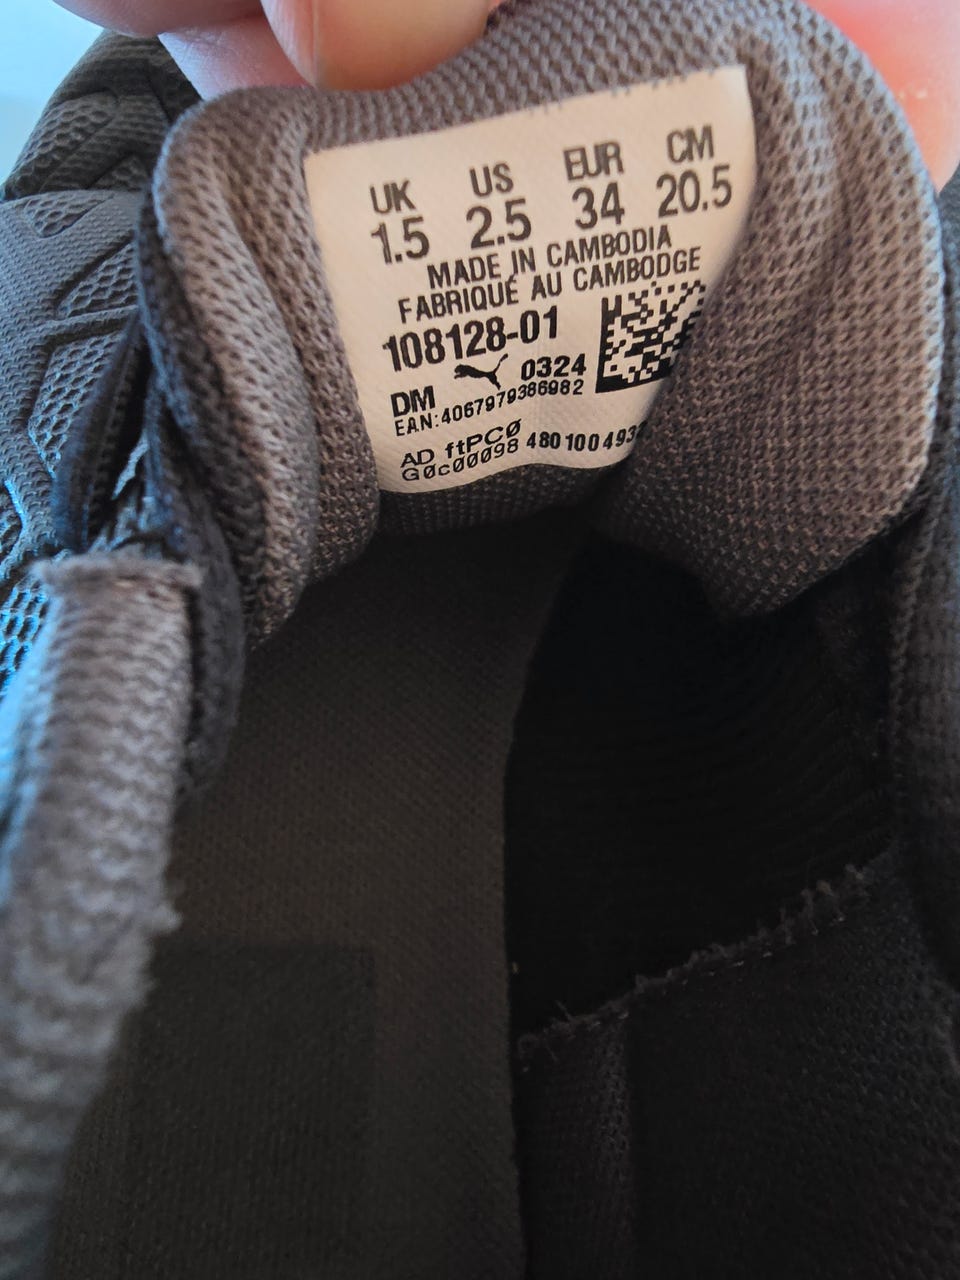 UK US EUR CM
1.5 2.5 34 20.5
MADE IN CAMBODIA
FABRIQUÉ AU CAMBODGE
108128-01
DM 0324
EAN:4067979386982
AD ftPC0
G0c00098 480100493